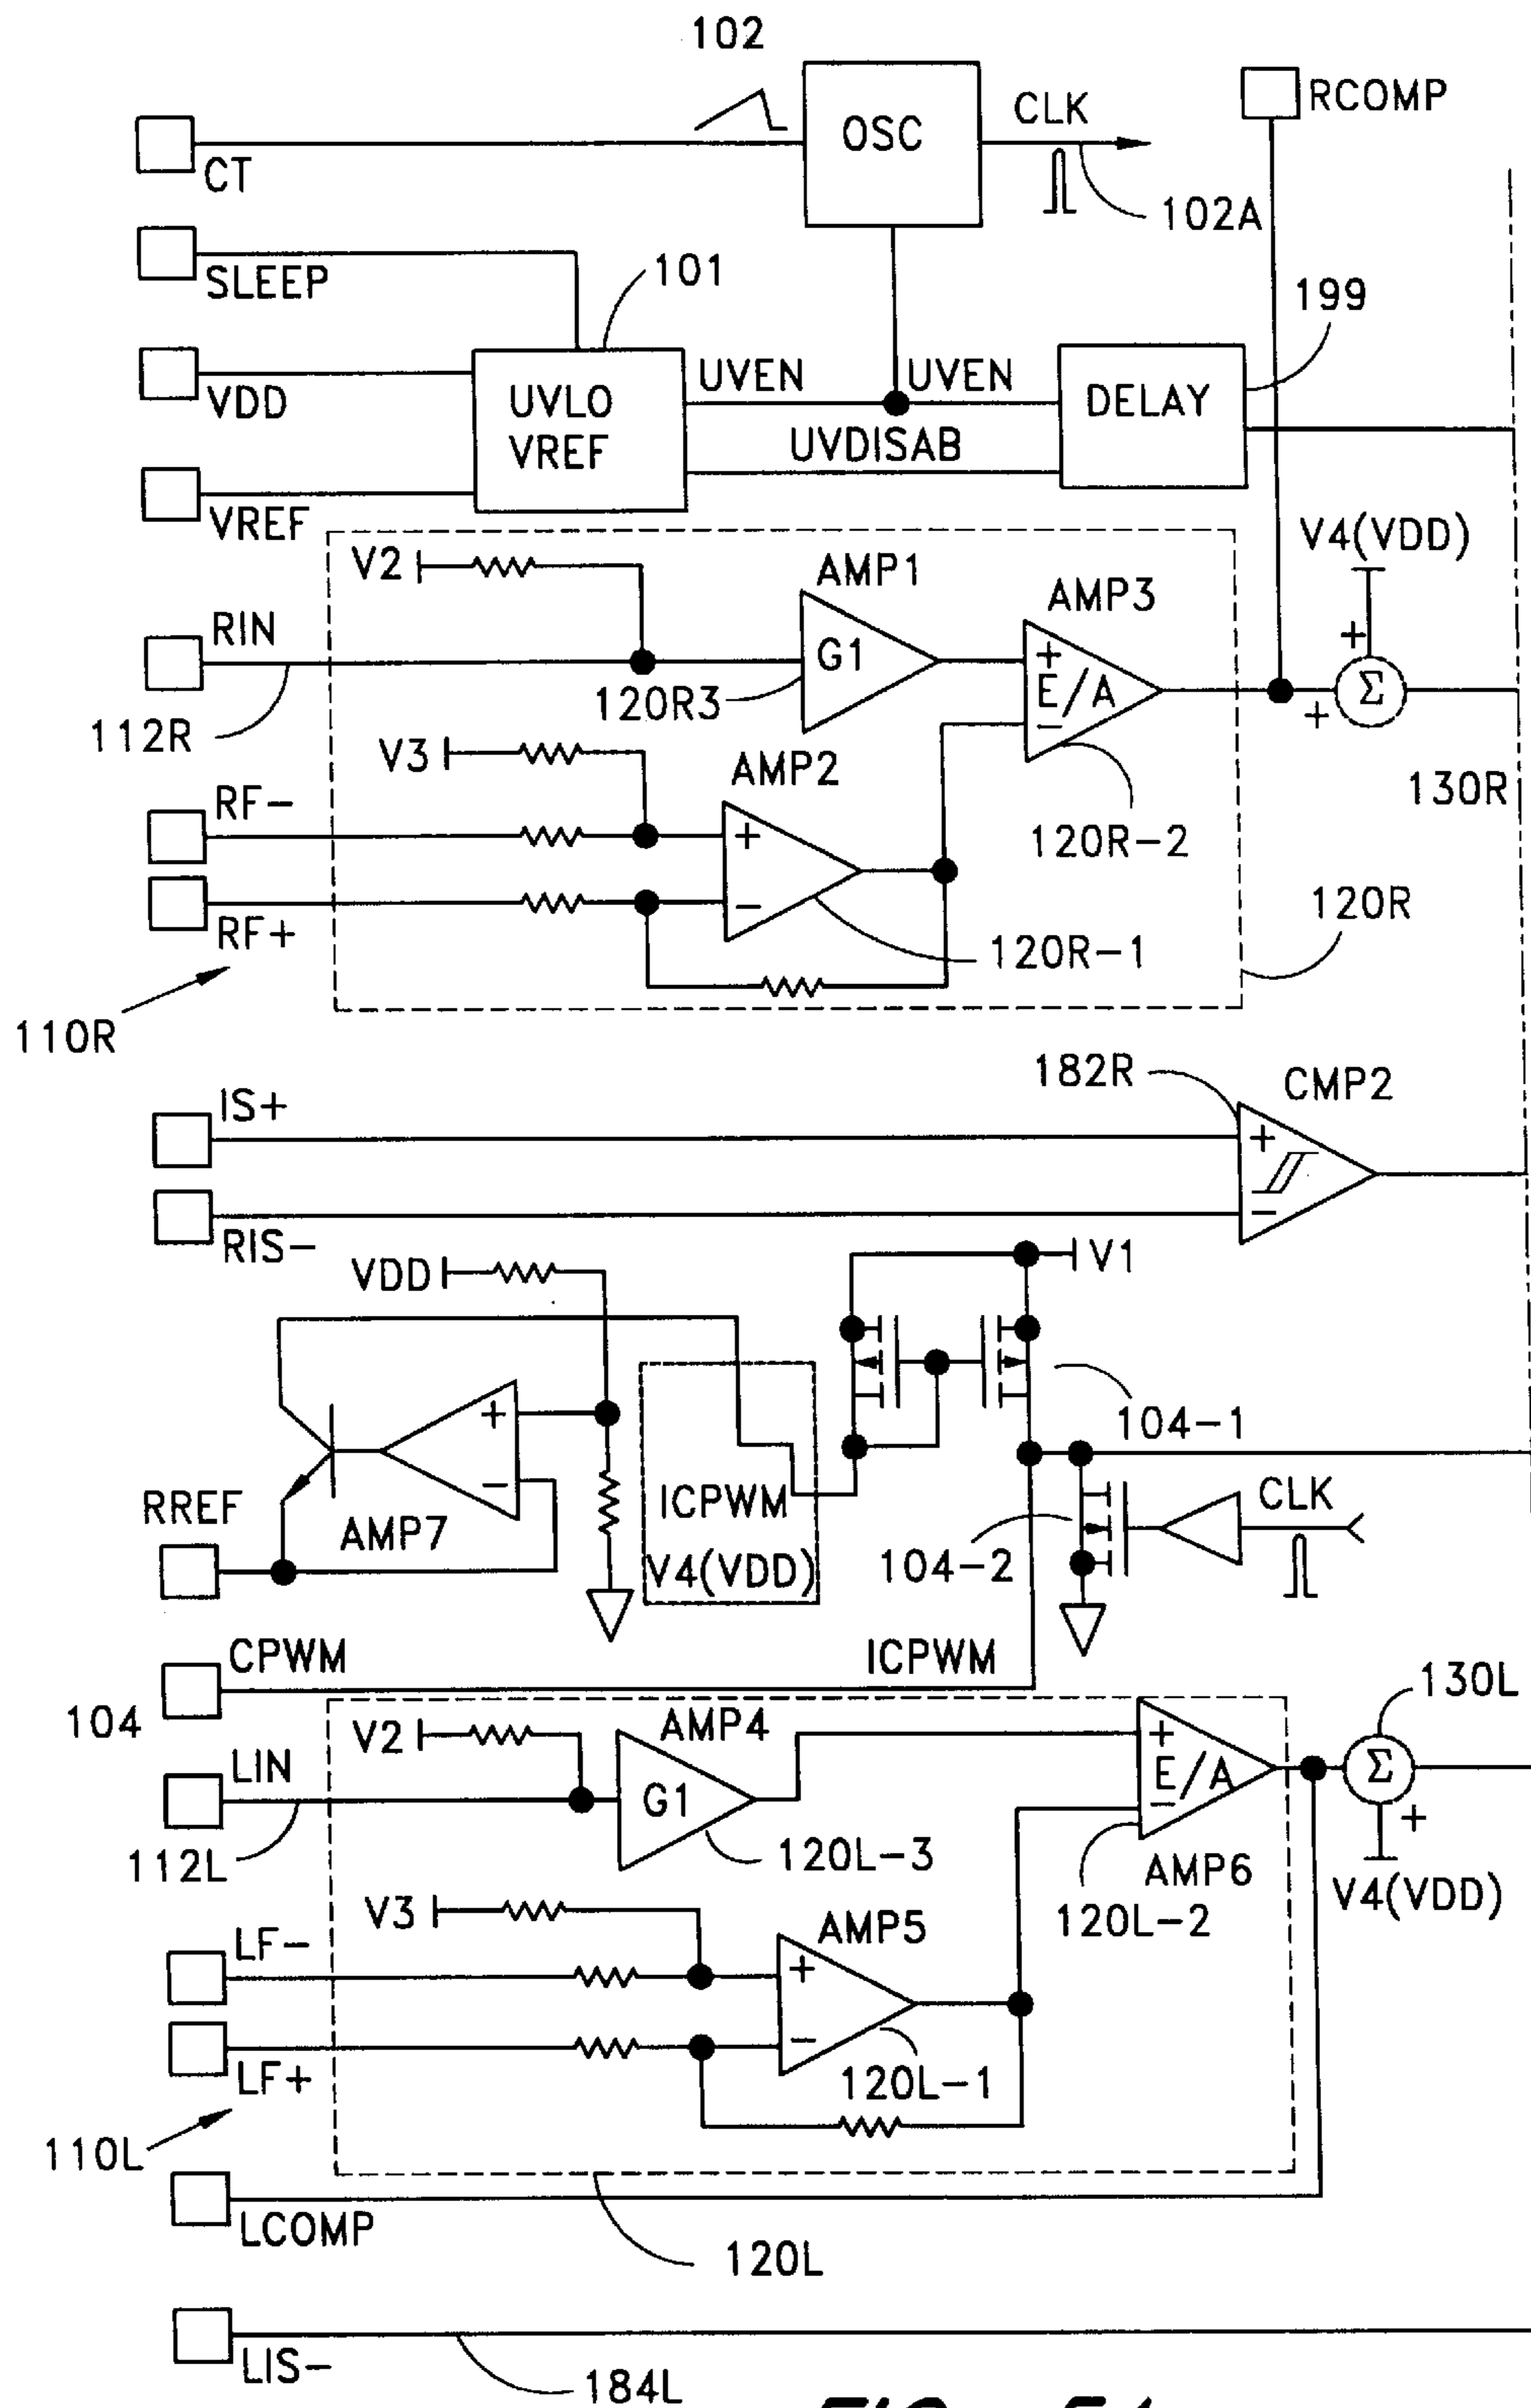 102
OSC
CLK
RCOMP
CT
102A
SLEEP
101
199
VDD
UVLO
VREF
UVEN
UVEN
DELAY
UVDISAB
VREF
V4(VDD)
V2
AMP1
AMP3
RIN
G1
+
E/A
−
+
Σ
+
120R3
112R
V3
AMP2
130R
RF−
+
120R-2
−
RF+
120R
120R-1
110R
182R
CMP2
IS+
+
−
RIS−
VDD
V1
+
104-1
−
ICPWM
CLK
RREF
AMP7
V4(VDD)
104-2
CPWM
ICPWM
104
130L
V2
AMP4
+
LIN
G1
E/A
−
Σ
+
112L
120L-3
AMP6
V4(VDD)
V3
AMP5
120L-2
LF−
+
−
LF+
120L-1
110L
LCOMP
120L
LIS−
184L